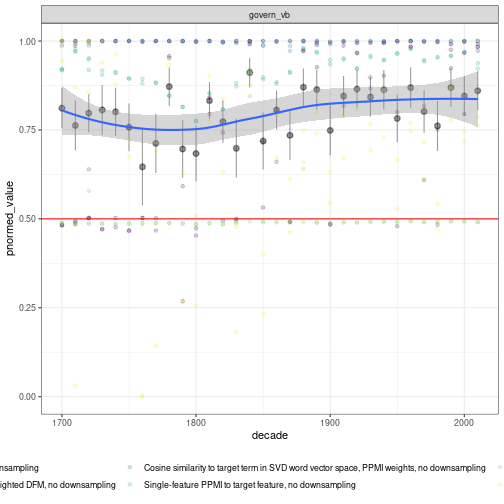 govern_vb
1.00
0.75
0.50
0.25
0.00
pnormed_value
1700
1800
1900
2000
decade
nsampling
Cosine similarity to target term in SVD word vector space, PPMI weights, no downsampling
ighted DFM, no downsampling
Single-feature PPMI to target feature, no downsampling